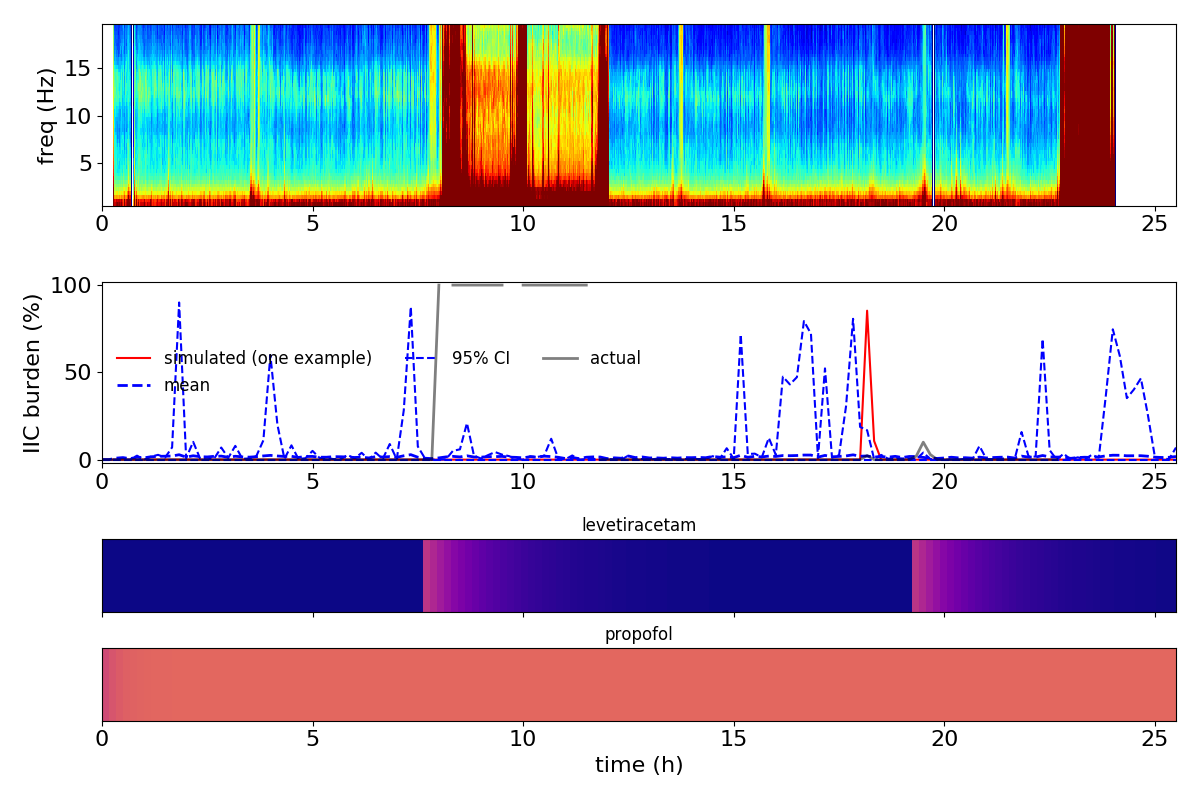 freq (Hz)
15
10
5
0 5 10 15 20 25
IIC burden (%)
100
50
0
simulated (one example) 95% CI actual
mean
0 5 10 15 20 25
levetiracetam
propofol
0 5 10 15 20 25
time (h)